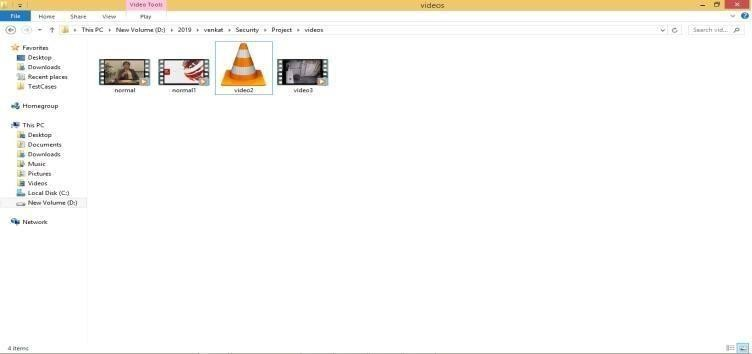 Video Tools
videos
File Home Share View Play
This PC New Volume (D:) 2019 venkat Security Project videos
Search vid...
Favorites
Desktop
Downloads
Recent places
TestCases
Homegroup
This PC
Desktop
Documents
Downloads
Music
Pictures
Videos
Local Disk (C:)
New Volume (D:)
Network
normal normal1 video2 video3
4 items